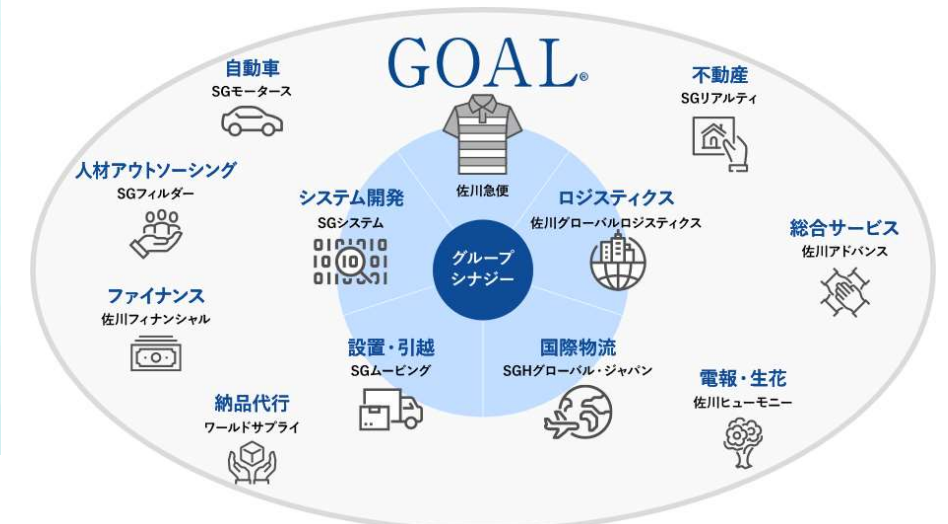 GOAL®
自動車
SGモータース
不動産
SGリアルティ
人材アウトソーシング
SGフィルダー
佐川急便
システム開発
SGシステム
ロジスティクス
佐川グローバルロジスティクス
総合サービス
佐川アドバンス
グループ
シナジー
ファイナンス
佐川フィナンシャル
設置・引越
SGムービング
国際物流
SGHグローバル・ジャパン
電報・生花
佐川ヒューモニー
納品代行
ワールドサプライ